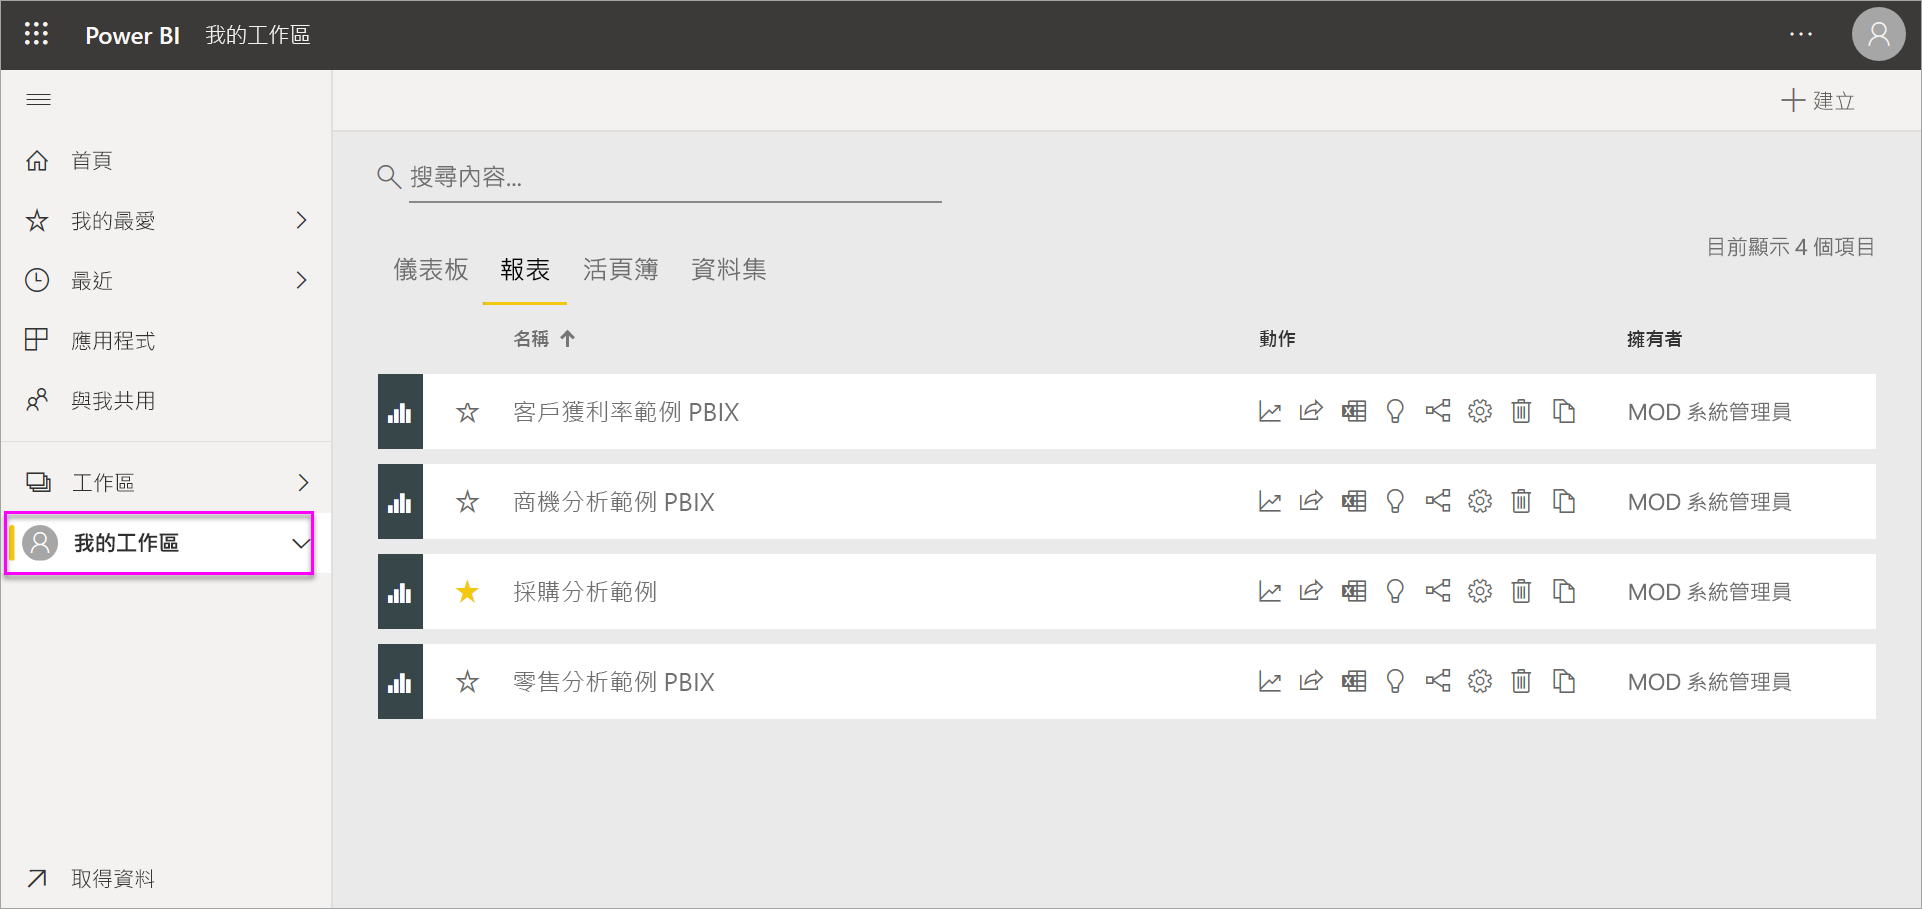 Power BI 我的工作區
建立
首頁
我的最愛
最近
應用程式
與我共用
工作區
我的工作區
取得資料
搜尋內容...
目前顯示 4 個項目
儀表板 報表 活頁簿 資料集
名稱 動作 擁有者
客戶獲利率範例 PBIX MOD 系統管理員
商機分析範例 PBIX MOD 系統管理員
採購分析範例 MOD 系統管理員
零售分析範例 PBIX MOD 系統管理員